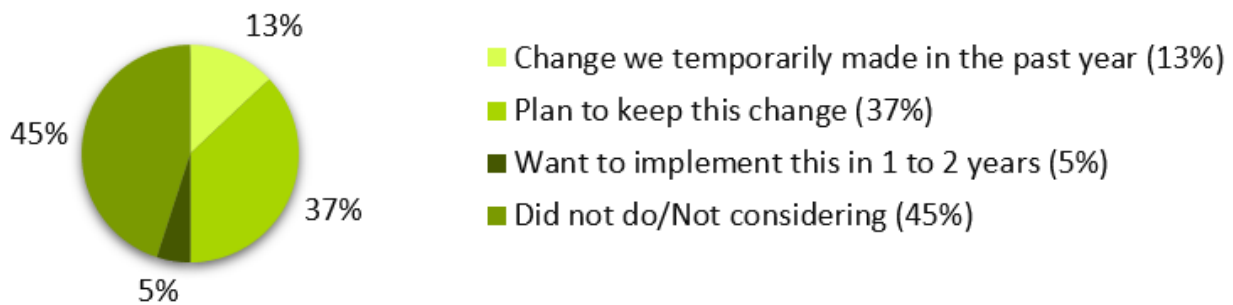 13%
Change we temporarily made in the past year (13%)
Plan to keep this change (37%)
45%
Want to implement this in 1 to 2 years (5%)
37%
Did not do/Not considering (45%)
5%